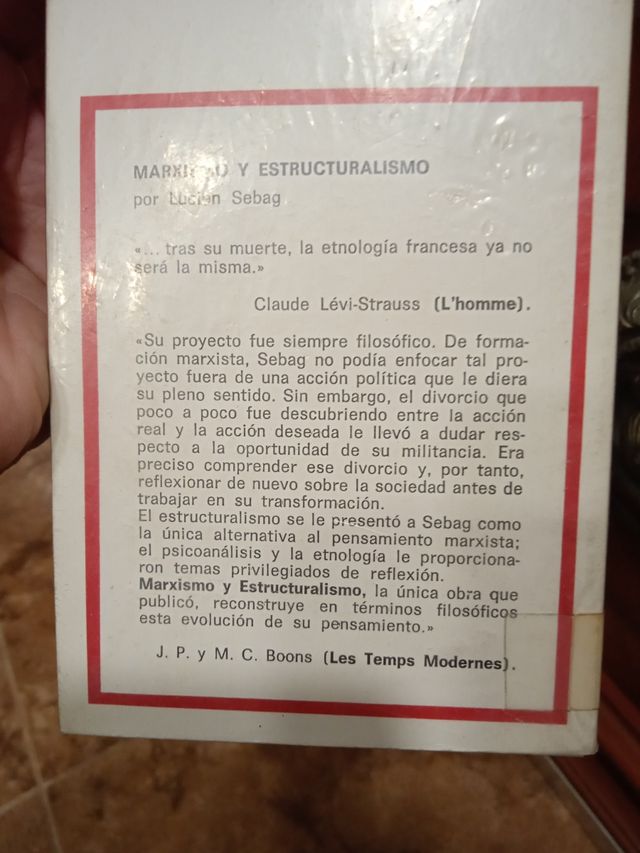 MARXISMO Y ESTRUCTURALISMO
por Lucien Sebag
«... tras su muerte, la etnología francesa ya no
será la misma.»
Claude Lévi-Strauss (L'homme).
«Su proyecto fue siempre filosófico. De forma-
ción marxista, Sebag no podía enfocar tal pro-
yecto fuera de una acción política que le diera
su pleno sentido. Sin embargo, el divorcio que
poco a poco fue descubriendo entre la acción
real y la acción deseada le llevó a dudar res-
pecto a la oportunidad de su militancia. Era
preciso comprender ese divorcio y, por tanto,
reflexionar de nuevo sobre la sociedad antes de
trabajar en su transformación.
El estructuralismo se le presentó a Sebag como
la única alternativa al pensamiento marxista;
el psicoanálisis y la etnología le proporciona-
ron temas privilegiados de reflexión.
Marxismo y Estructuralismo, la única obra que
publicó, reconstruye en términos filosóficos
esta evolución de su pensamiento.»
J. P. y M. C. Boons (Les Temps Modernes).